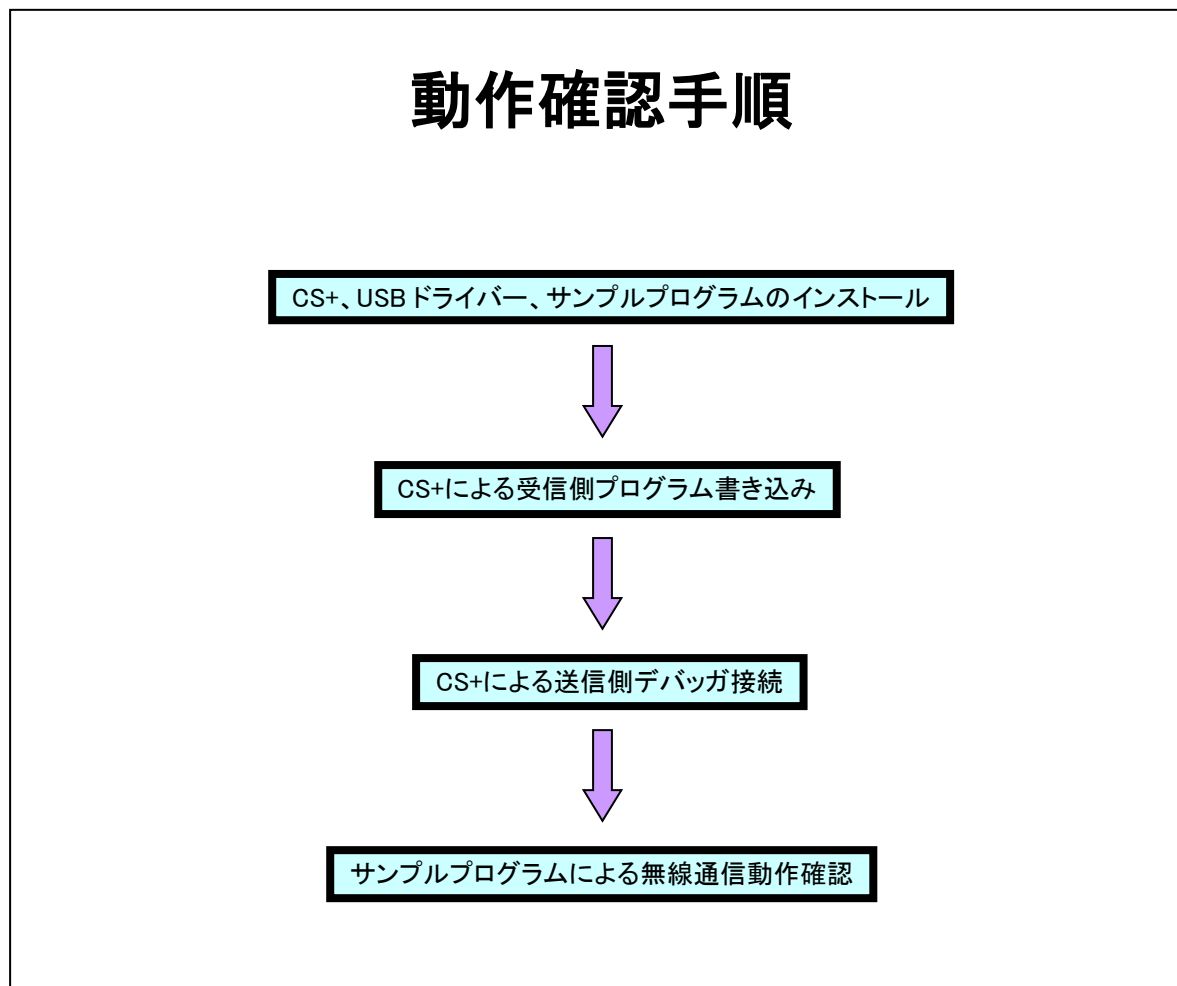 動作確認手順
CS+、USBドライバー、サンプルプログラムのインストール
CS+による受信側プログラム書き込み
CS+による送信側デバッガ接続
サンプルプログラムによる無線通信動作確認